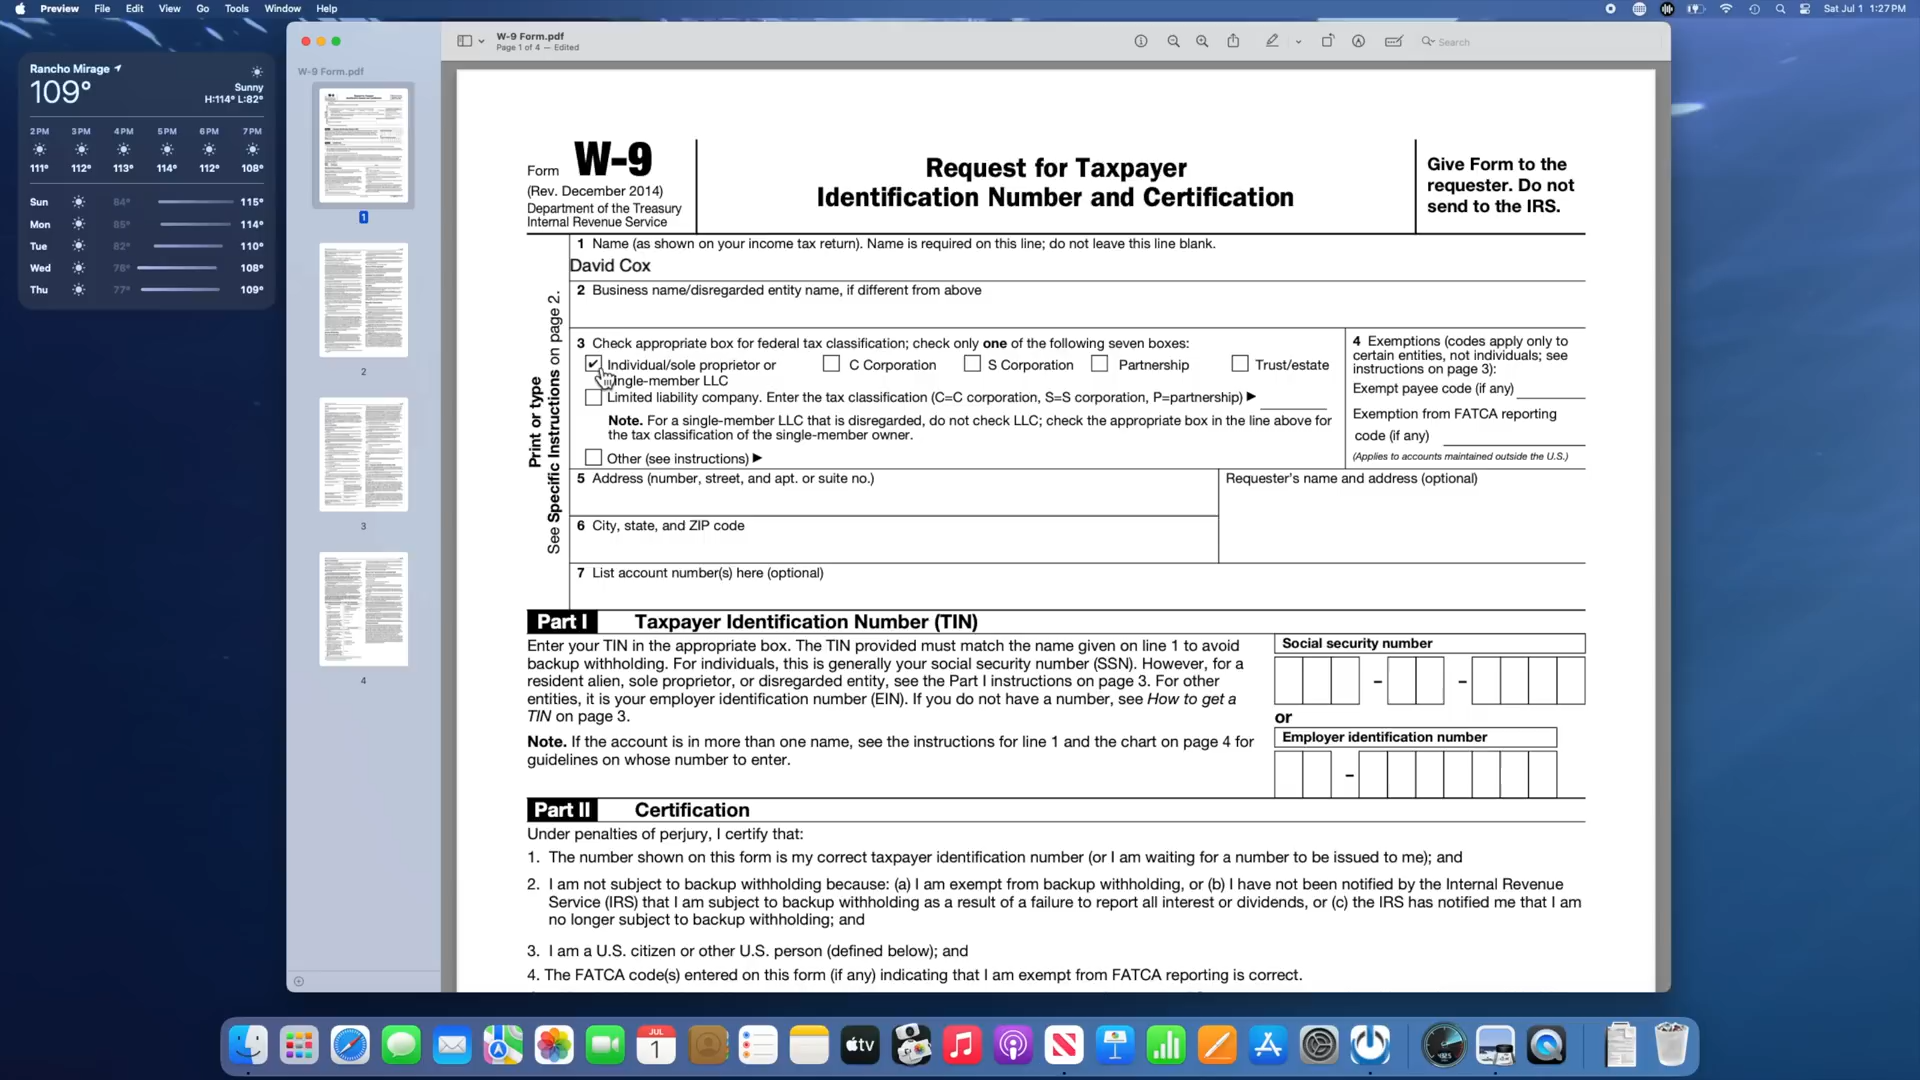 Preview File Edit View Go Tools Window Help
Sat Jul 1 1:27 PM
Rancho Mirage
109°
Sunny
H:114° L:82°
2PM 3PM 4PM 5PM 6PM 7PM
111° 112° 113° 114° 112° 108°
Sun 84° 115°
Mon 85° 114°
Tue 82° 110°
Wed 76° 108°
Thu 77° 109°
W-9 Form.pdf
1
2
3
4
W-9 Form.pdf
Page 1 of 4 — Edited
Search
Form W-9
(Rev. December 2014)
Department of the Treasury
Internal Revenue Service
Request for Taxpayer
Identification Number and Certification
Give Form to the
requester. Do not
send to the IRS.
Print or type
See Specific Instructions on page 2.
1 Name (as shown on your income tax return). Name is required on this line; do not leave this line blank.
David Cox
2 Business name/disregarded entity name, if different from above
3 Check appropriate box for federal tax classification; check only one of the following seven boxes:
Individual/sole proprietor or
ingle-member LLC
C Corporation
S Corporation
Partnership
Trust/estate
Limited liability company. Enter the tax classification (C=C corporation, S=S corporation, P=partnership) ▶
Note. For a single-member LLC that is disregarded, do not check LLC; check the appropriate box in the line above for
the tax classification of the single-member owner.
Other (see instructions) ▶
4 Exemptions (codes apply only to
certain entities, not individuals; see
instructions on page 3):
Exempt payee code (if any)
Exemption from FATCA reporting
code (if any)
(Applies to accounts maintained outside the U.S.)
5 Address (number, street, and apt. or suite no.)
Requester's name and address (optional)
6 City, state, and ZIP code
7 List account number(s) here (optional)
Part I Taxpayer Identification Number (TIN)
Enter your TIN in the appropriate box. The TIN provided must match the name given on line 1 to avoid
backup withholding. For individuals, this is generally your social security number (SSN). However, for a
resident alien, sole proprietor, or disregarded entity, see the Part I instructions on page 3. For other
entities, it is your employer identification number (EIN). If you do not have a number, see How to get a
TIN on page 3.
Note. If the account is in more than one name, see the instructions for line 1 and the chart on page 4 for
guidelines on whose number to enter.
Social security number
– –
or
Employer identification number
–
Part II Certification
Under penalties of perjury, I certify that:
1. The number shown on this form is my correct taxpayer identification number (or I am waiting for a number to be issued to me); and
2. I am not subject to backup withholding because: (a) I am exempt from backup withholding, or (b) I have not been notified by the Internal Revenue
Service (IRS) that I am subject to backup withholding as a result of a failure to report all interest or dividends, or (c) the IRS has notified me that I am
no longer subject to backup withholding; and
3. I am a U.S. citizen or other U.S. person (defined below); and
4. The FATCA code(s) entered on this form (if any) indicating that I am exempt from FATCA reporting is correct.
JUL
1
tv